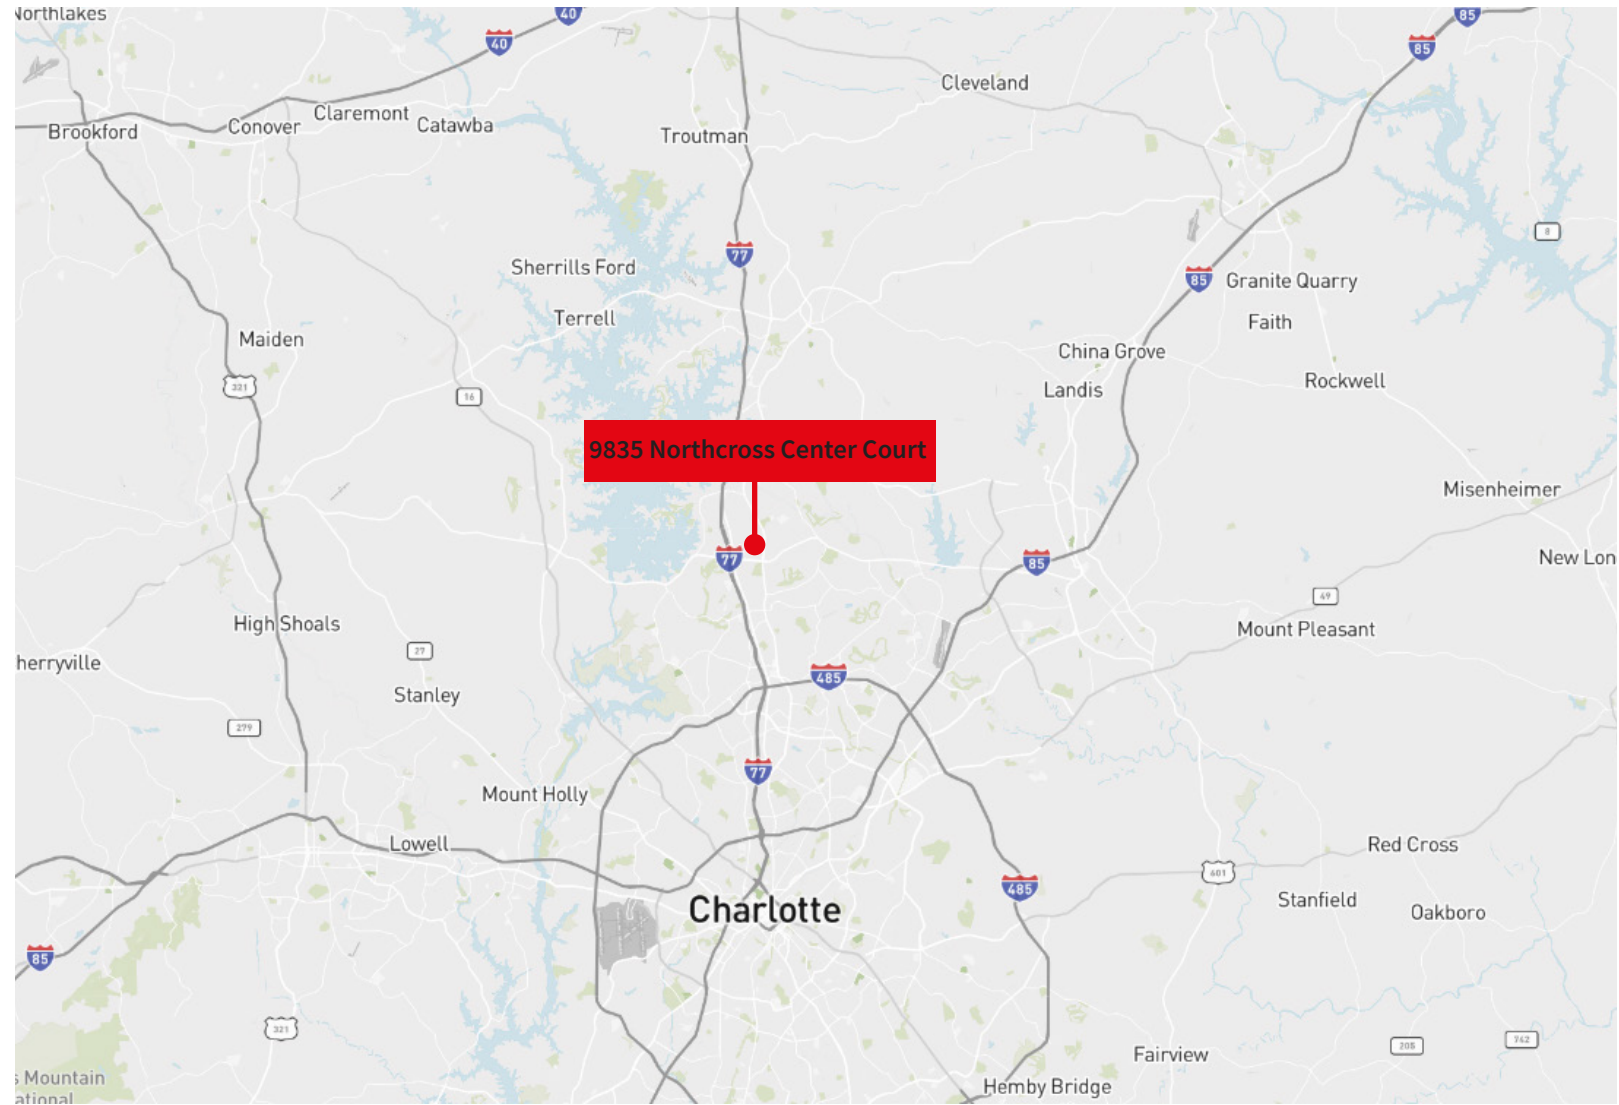 Northlakes
40
40
85
85
Cleveland
Claremont
Conover
Catawba
Brookford
Troutman
8
77
Sherrills Ford
85
Granite Quarry
Terrell
Faith
Maiden
China Grove
321
Landis
Rockwell
16
9835 Northcross Center Court
Misenheimer
77
85
New Lon
49
High Shoals
Mount Pleasant
27
herryville
485
Stanley
279
77
Mount Holly
Lowell
Red Cross
601
485
Stanfield
Charlotte
Oakboro
85
321
205
742
Fairview
s Mountain
ational
Hemby Bridge